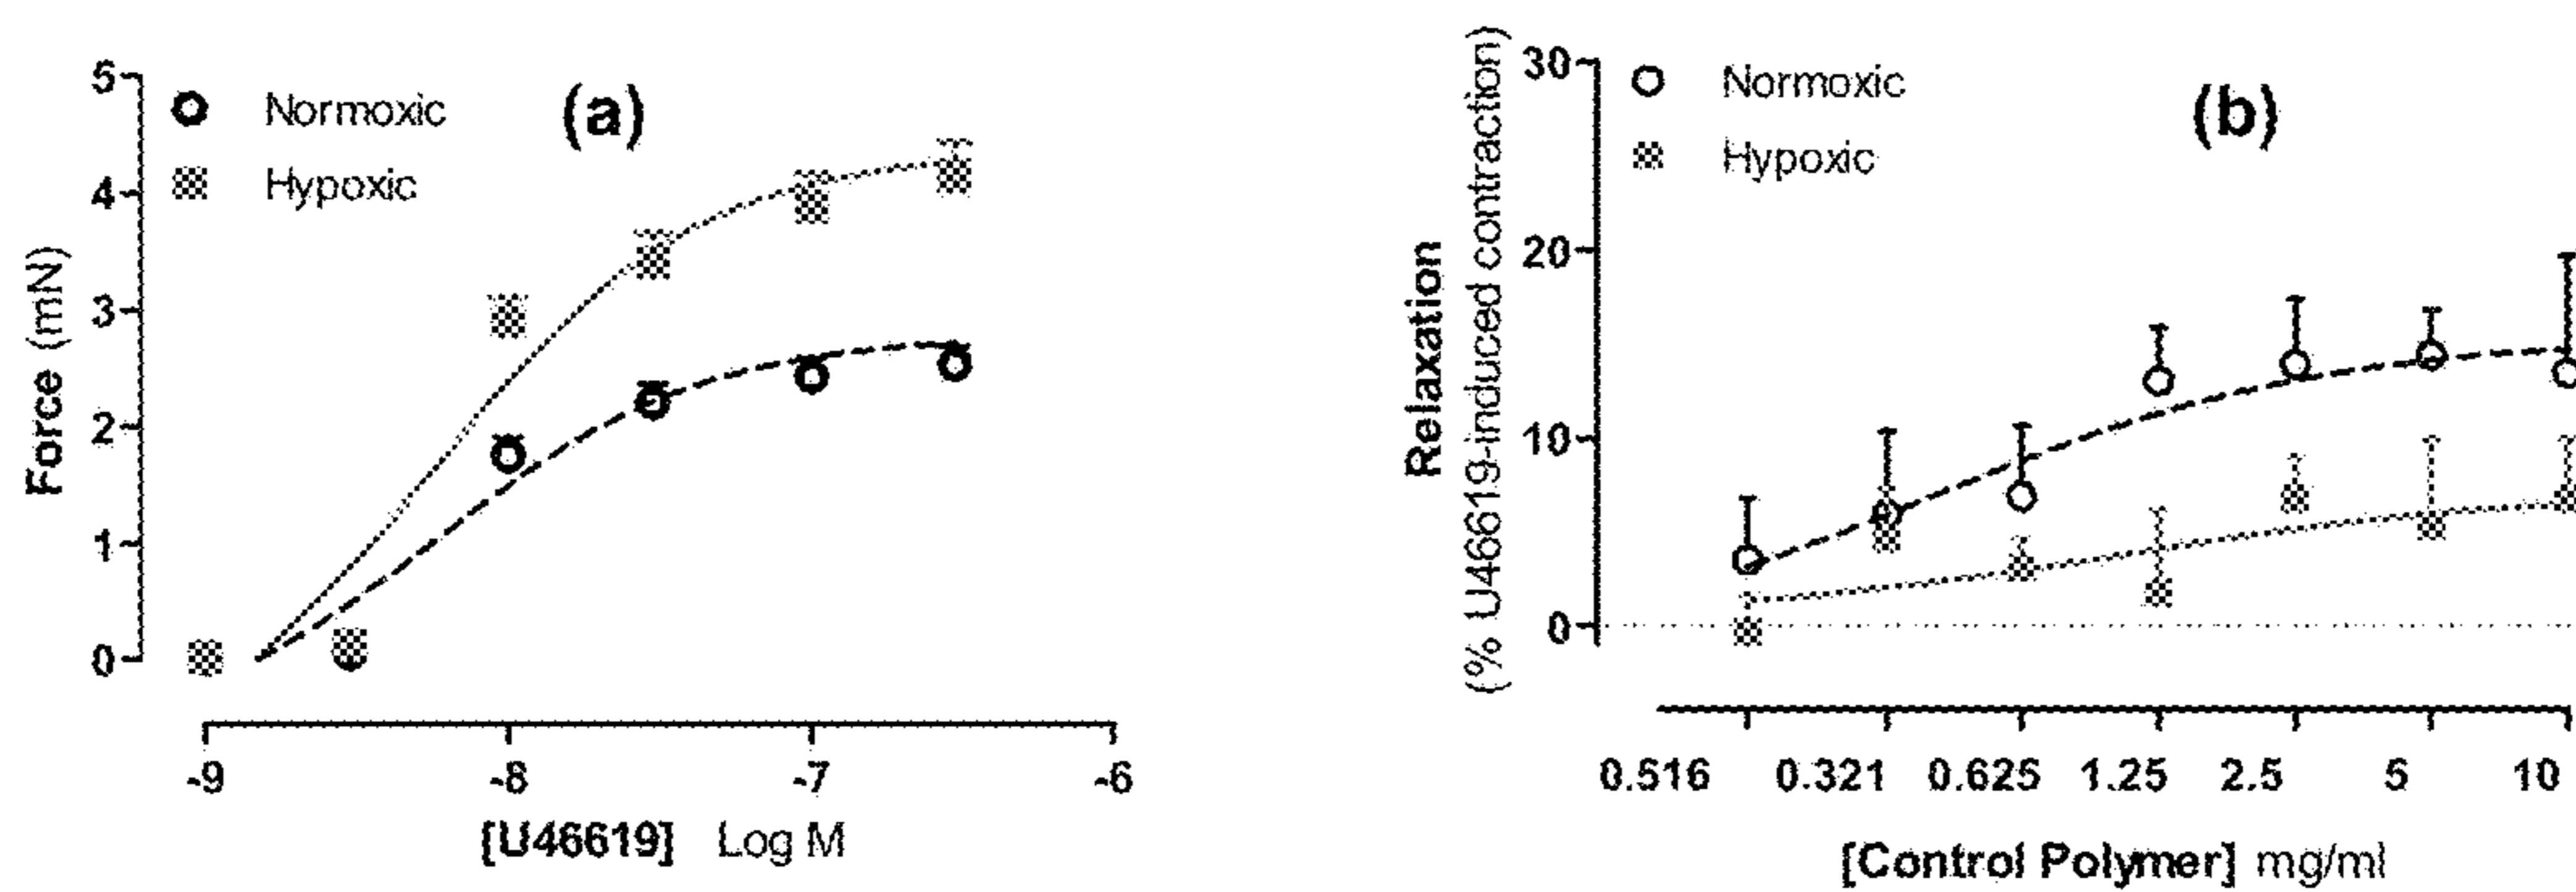 (a)
Normoxic
Hypoxic
5
4
3
2
1
0
Force (mN)
-9 -8 -7 -6
[U46619] Log M
(b)
Normoxic
Hypoxic
30
20
10
0
Relaxation
(% U46619-induced contraction)
0.516 0.321 0.625 1.25 2.5 5 10
[Control Polymer] mg/ml